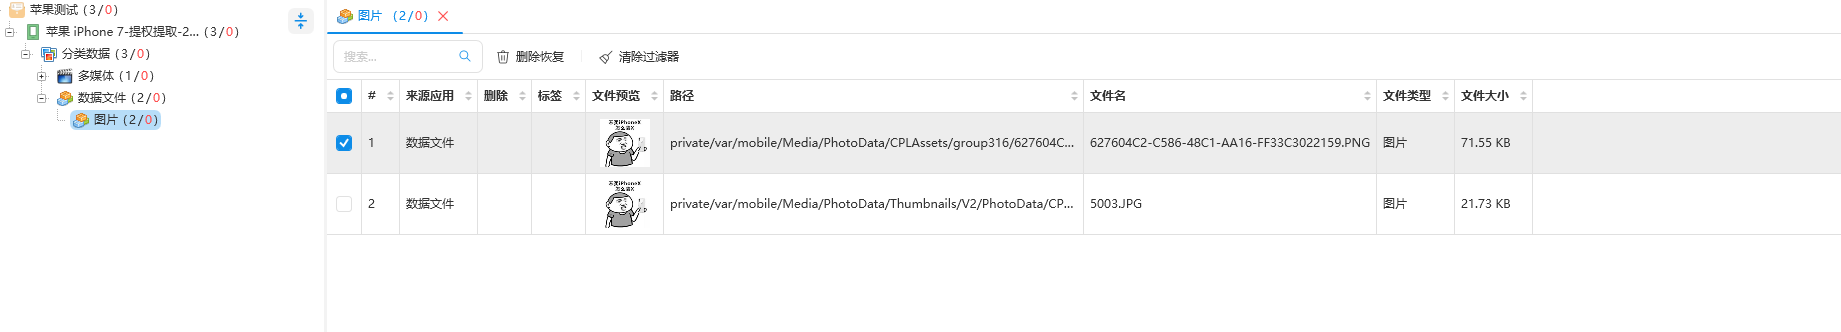 苹果测试 (3/0)
苹果 iPhone 7-提权提取-2... (3/0)
分类数据 (3/0)
多媒体 (1/0)
数据文件 (2/0)
图片 (2/0)
图片 (2/0)
搜索... 删除恢复 清除过滤器
# 来源应用 删除 标签 文件预览 路径 文件名 文件类型 文件大小
1 数据文件 private/var/mobile/Media/PhotoData/CPLAssets/group316/627604C... 627604C2-C586-48C1-AA16-FF33C3022159.PNG 图片 71.55 KB
2 数据文件 private/var/mobile/Media/PhotoData/Thumbnails/V2/PhotoData/CP... 5003.JPG 图片 21.73 KB